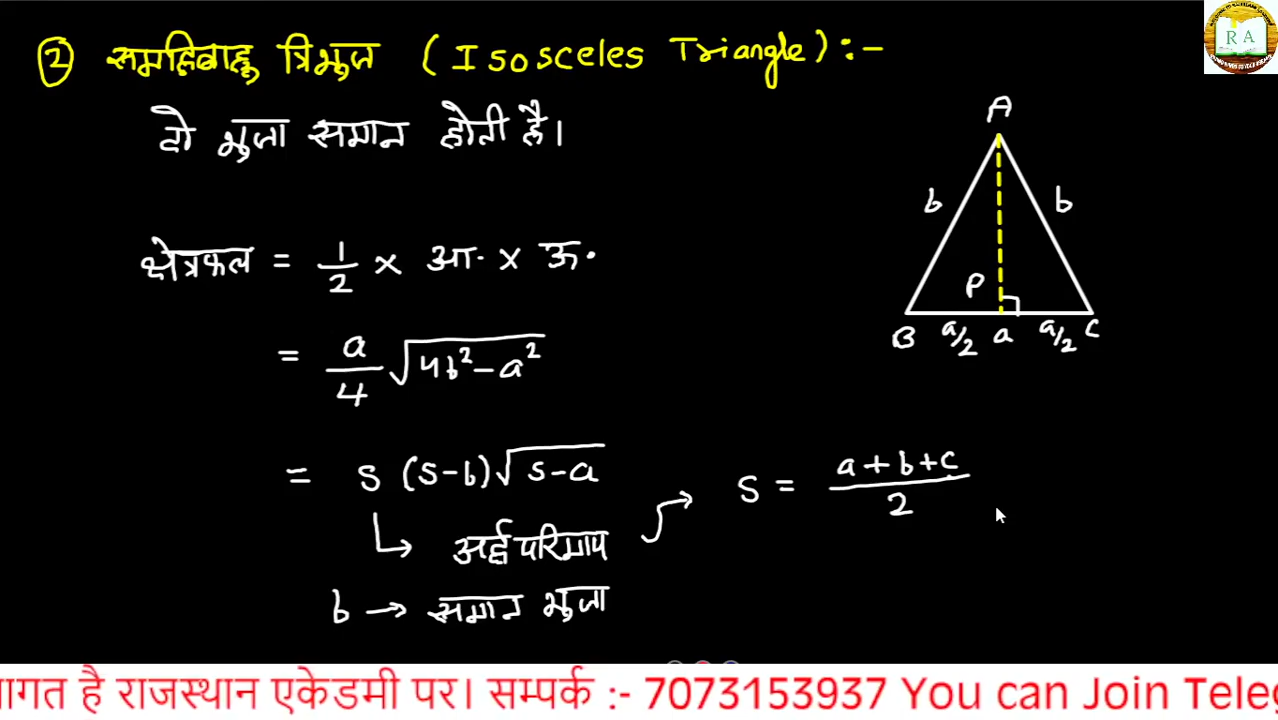 ② समद्विबाहु त्रिभुज (Isosceles Triangle) :-
दो भुजा समान होती है।
क्षेत्रफल = 1/2 × आ. × ऊ.
= a/4 √(4b² - a²)
= s (s-b) √(s-a)
↳ अर्द्धपरिमाप → s = (a+b+c)/2
b → समान भुजा
A
b b
P
B a/2 a a/2 C
RA
ागत है राजस्थान एकेडमी पर। सम्पर्क :- 7073153937 You can Join Teleg